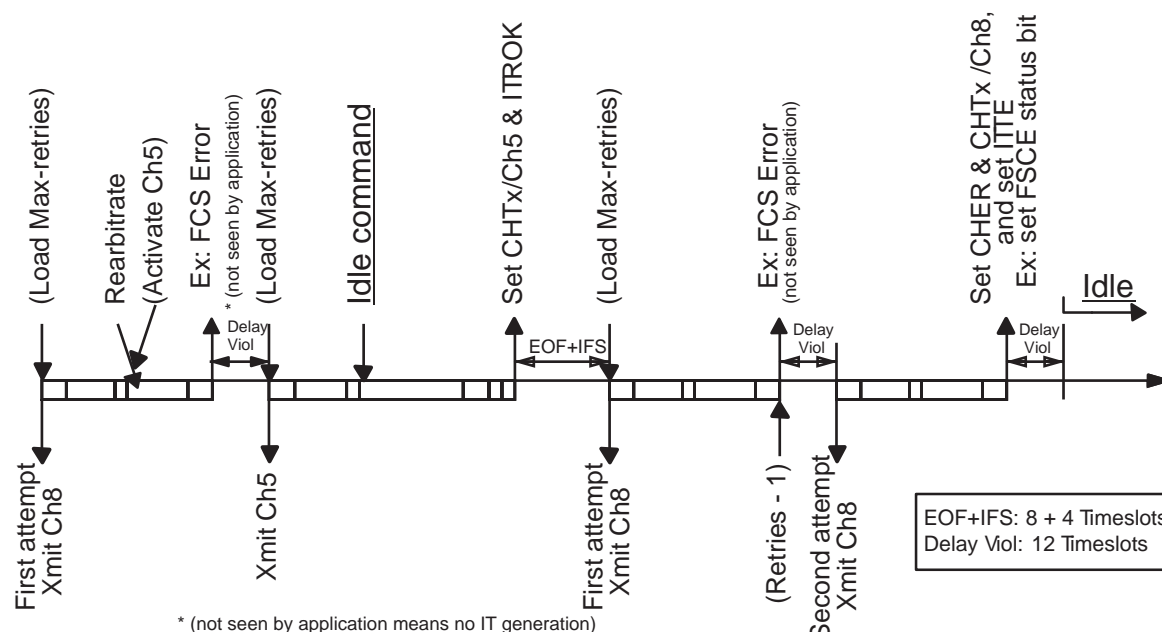 (Load Max-retries)
Rearbitrate
(Activate Ch5)
Ex: FCS Error
* (not seen by application)
(Load Max-retries)
Idle command
Set CHTx/Ch5 & ITROK
(Load Max-retries)
Ex: FCS Error
(not seen by application)
Set CHER & CHTx /Ch8,
and set ITTE
Ex: set FSCE status bit
Idle
Delay
Viol
EOF+IFS
Delay
Viol
Delay
Viol
First attempt
Xmit Ch8
Xmit Ch5
First attempt
Xmit Ch8
(Retries - 1)
Second attempt
Xmit Ch8
EOF+IFS: 8 + 4 Timeslots
Delay Viol: 12 Timeslots
* (not seen by application means no IT generation)